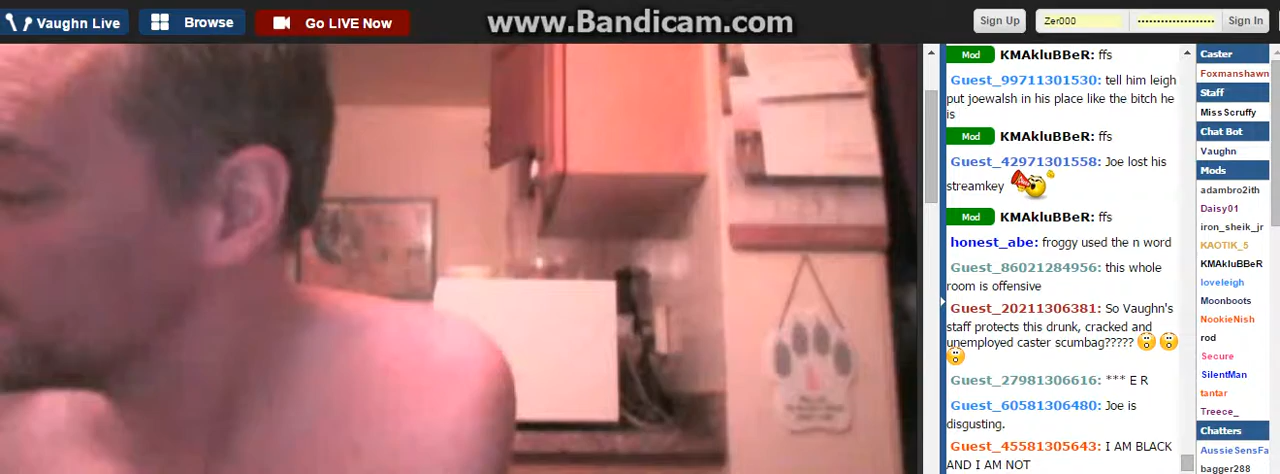 Vaughn Live
Browse
Go LIVE Now
www.Bandicam.com
Sign Up
Zer000
Sign In
Mod KMAkluBBeR: ffs
Guest_99711301530: tell him leigh
put joewalsh in his place like the bitch he
is
Mod KMAkluBBeR: ffs
Guest_42971301558: Joe lost his
streamkey
Mod KMAkluBBeR: ffs
honest_abe: froggy used the n word
Guest_86021284956: this whole
room is offensive
Guest_20211306381: So Vaughn's
staff protects this drunk, cracked and
unemployed caster scumbag?????
Guest_27981306616: *** E R
Guest_60581306480: Joe is
disgusting.
Guest_45581305643: I AM BLACK
AND I AM NOT
Caster
Foxmanshawn
Staff
MissScruffy
Chat Bot
Vaughn
Mods
adambro2ith
Daisy01
iron_sheik_jr
KAOTIK_5
KMAkluBBeR
loveleigh
Moonboots
NookieNish
rod
Secure
SilentMan
tantar
Treece_
Chatters
AussieSensFa
bagger288